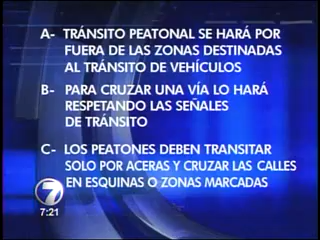 A- TRÁNSITO PEATONAL SE HARÁ POR
FUERA DE LAS ZONAS DESTINADAS
AL TRÁNSITO DE VEHÍCULOS
B- PARA CRUZAR UNA VÍA LO HARÁ
RESPETANDO LAS SEÑALES
DE TRÁNSITO
C- LOS PEATONES DEBEN TRANSITAR
SOLO POR ACERAS Y CRUZAR LAS CALLES
EN ESQUINAS O ZONAS MARCADAS
7
7:21